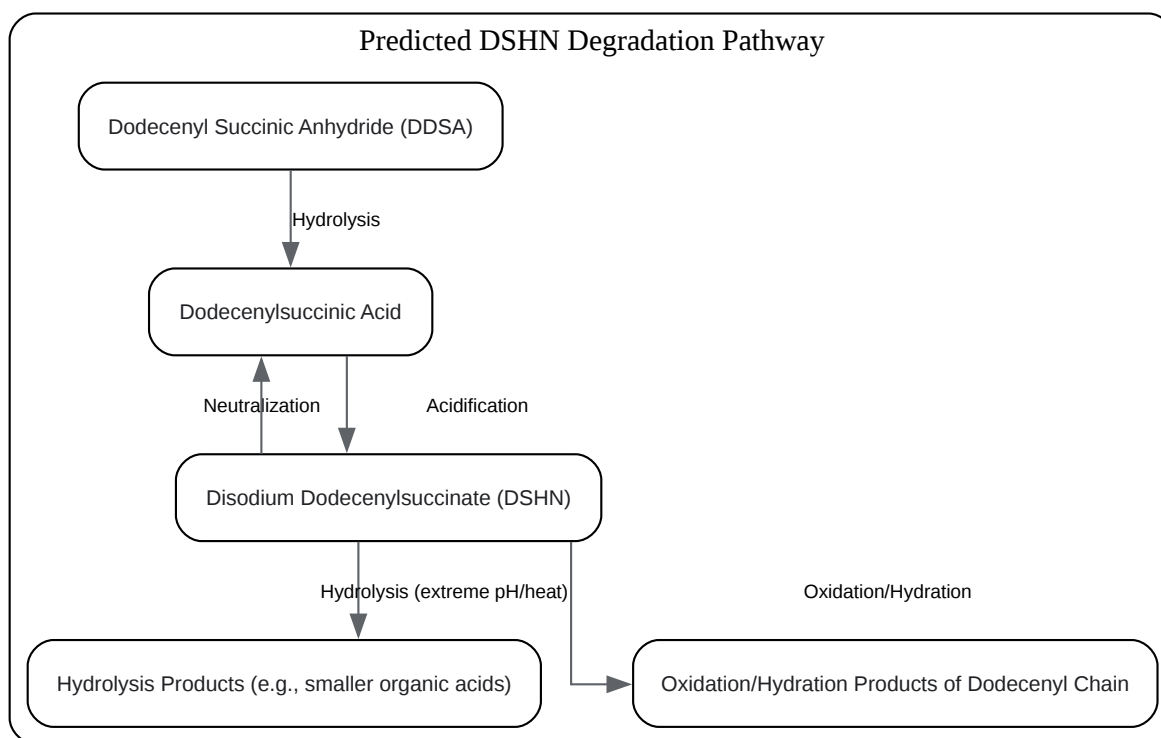 Predicted DSHN Degradation Pathway
Dodecenyl Succinic Anhydride (DDSA)
Hydrolysis
Dodecenylsuccinic Acid
Neutralization
Acidification
Disodium Dodecenylsuccinate (DSHN)
Hydrolysis (extreme pH/heat)
Oxidation/Hydration
Hydrolysis Products (e.g., smaller organic acids)
Oxidation/Hydration Products of Dodecenyl Chain